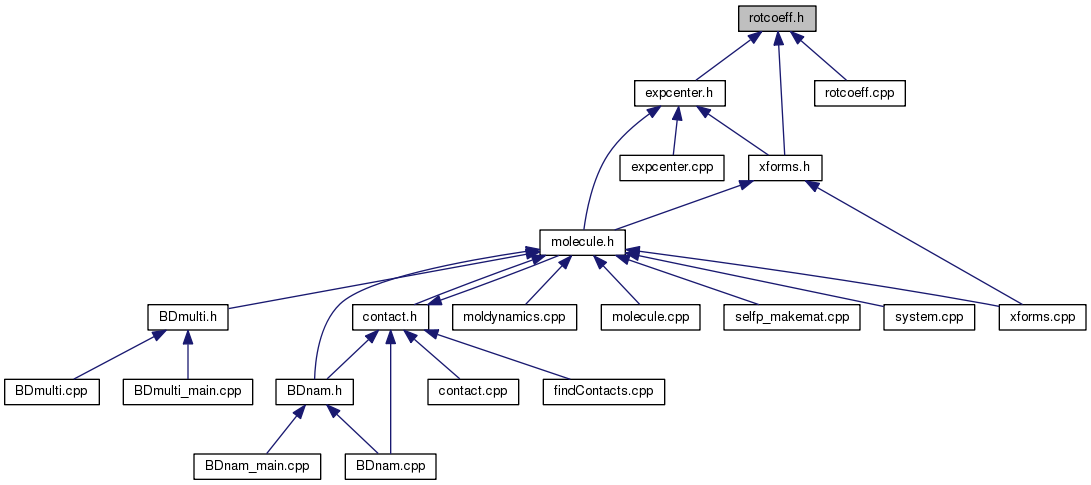 rotcoeff.h
expcenter.h
rotcoeff.cpp
expcenter.cpp
xforms.h
molecule.h
BDmulti.h
contact.h
moldynamics.cpp
molecule.cpp
selfp_makemat.cpp
system.cpp
xforms.cpp
BDmulti.cpp
BDmulti_main.cpp
BDnam.h
contact.cpp
findContacts.cpp
BDnam_main.cpp
BDnam.cpp